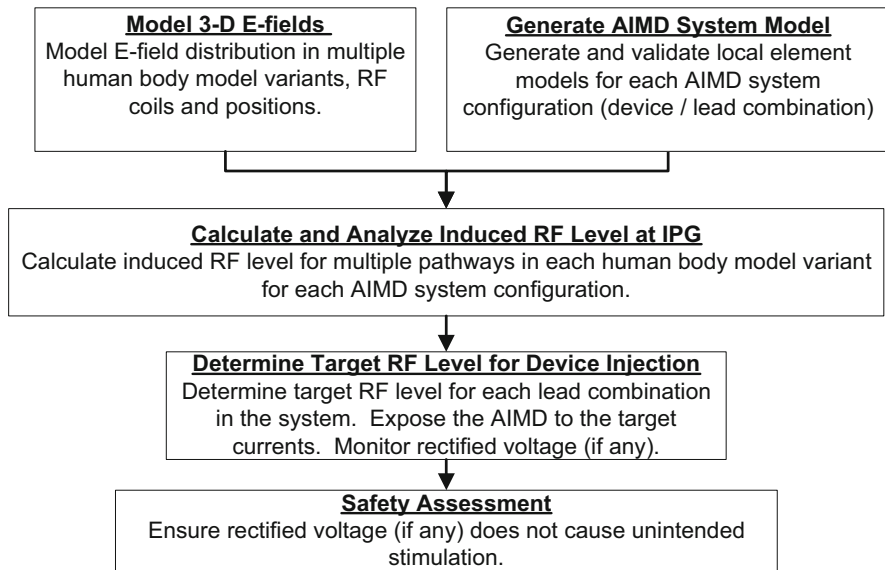 Model 3-D E-fields
Model E-field distribution in multiple
human body model variants, RF
coils and positions.
Generate AIMD System Model
Generate and validate local element
models for each AIMD system
configuration (device / lead combination)
Calculate and Analyze Induced RF Level at IPG
Calculate induced RF level for multiple pathways in each human body model variant
for each AIMD system configuration.
Determine Target RF Level for Device Injection
Determine target RF level for each lead combination
in the system.  Expose the AIMD to the target
currents.  Monitor rectified voltage (if any).
Safety Assessment
Ensure rectified voltage (if any) does not cause unintended
stimulation.